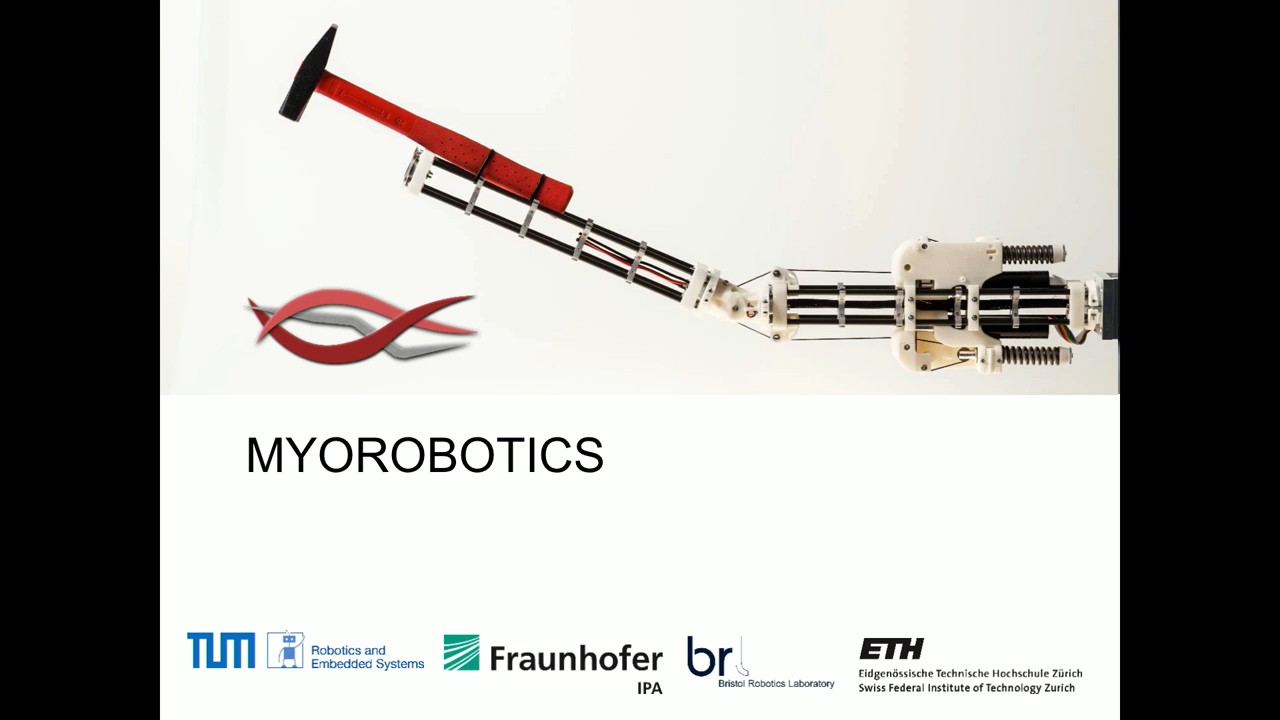 MYOROBOTICS
TUM
Robotics and
Embedded Systems
Fraunhofer
IPA
brl
Bristol Robotics Laboratory
ETH
Eidgenössische Technische Hochschule Zürich
Swiss Federal Institute of Technology Zurich